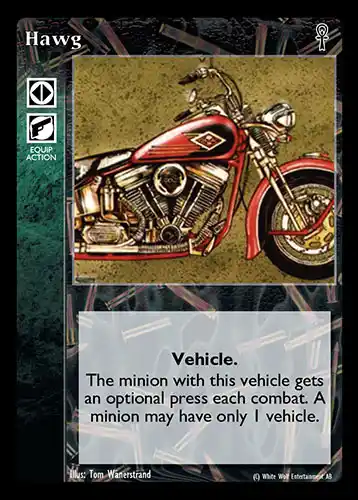 Hawg
EQUIP
ACTION
Vehicle.
The minion with this vehicle gets
an optional press each combat. A
minion may have only 1 vehicle.
Illus: Tom Wänerstrand
(C) White Wolf Entertainment AB